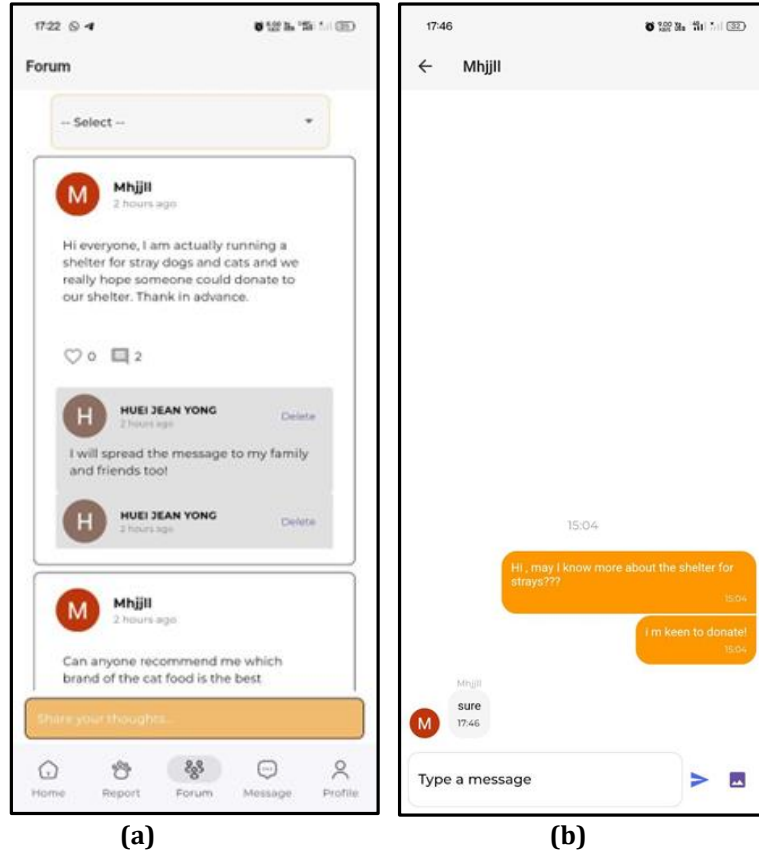 17:22
Forum
-- Select --
Mhjjll
2 hours ago
Hi everyone, I am actually running a
shelter for stray dogs and cats and we
really hope someone could donate to
our shelter. Thank in advance.
0 2
HUEI JEAN YONG
Delete
2 hours ago
I will spread the message to my family
and friends too!
HUEI JEAN YONG
Delete
2 hours ago
Mhjjll
2 hours ago
Can anyone recommend me which
brand of the cat food is the best
Share your thoughts...
Home Report Forum Message Profile
(a)
17:46
Mhjjll
15:04
Hi , may I know more about the shelter for
strays???
15:04
i m keen to donate!
15:04
Mhjjll
sure
17:46
M
Type a message
(b)